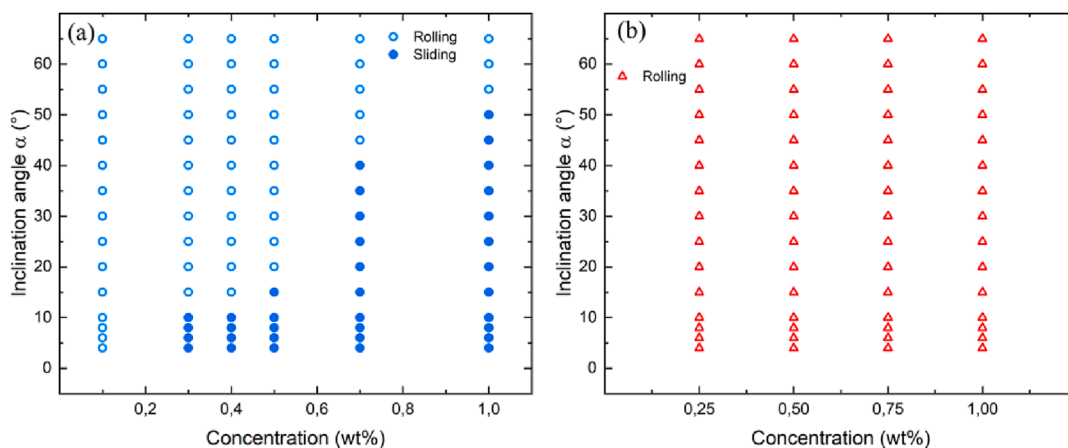 (a)
Rolling
Sliding
60
50
40
30
20
10
0
Inclination angle α (°)
0,2 0,4 0,6 0,8 1,0
Concentration (wt%)
(b)
Rolling
60
50
40
30
20
10
0
Inclination angle α (°)
0,25 0,50 0,75 1,00
Concentration (wt%)